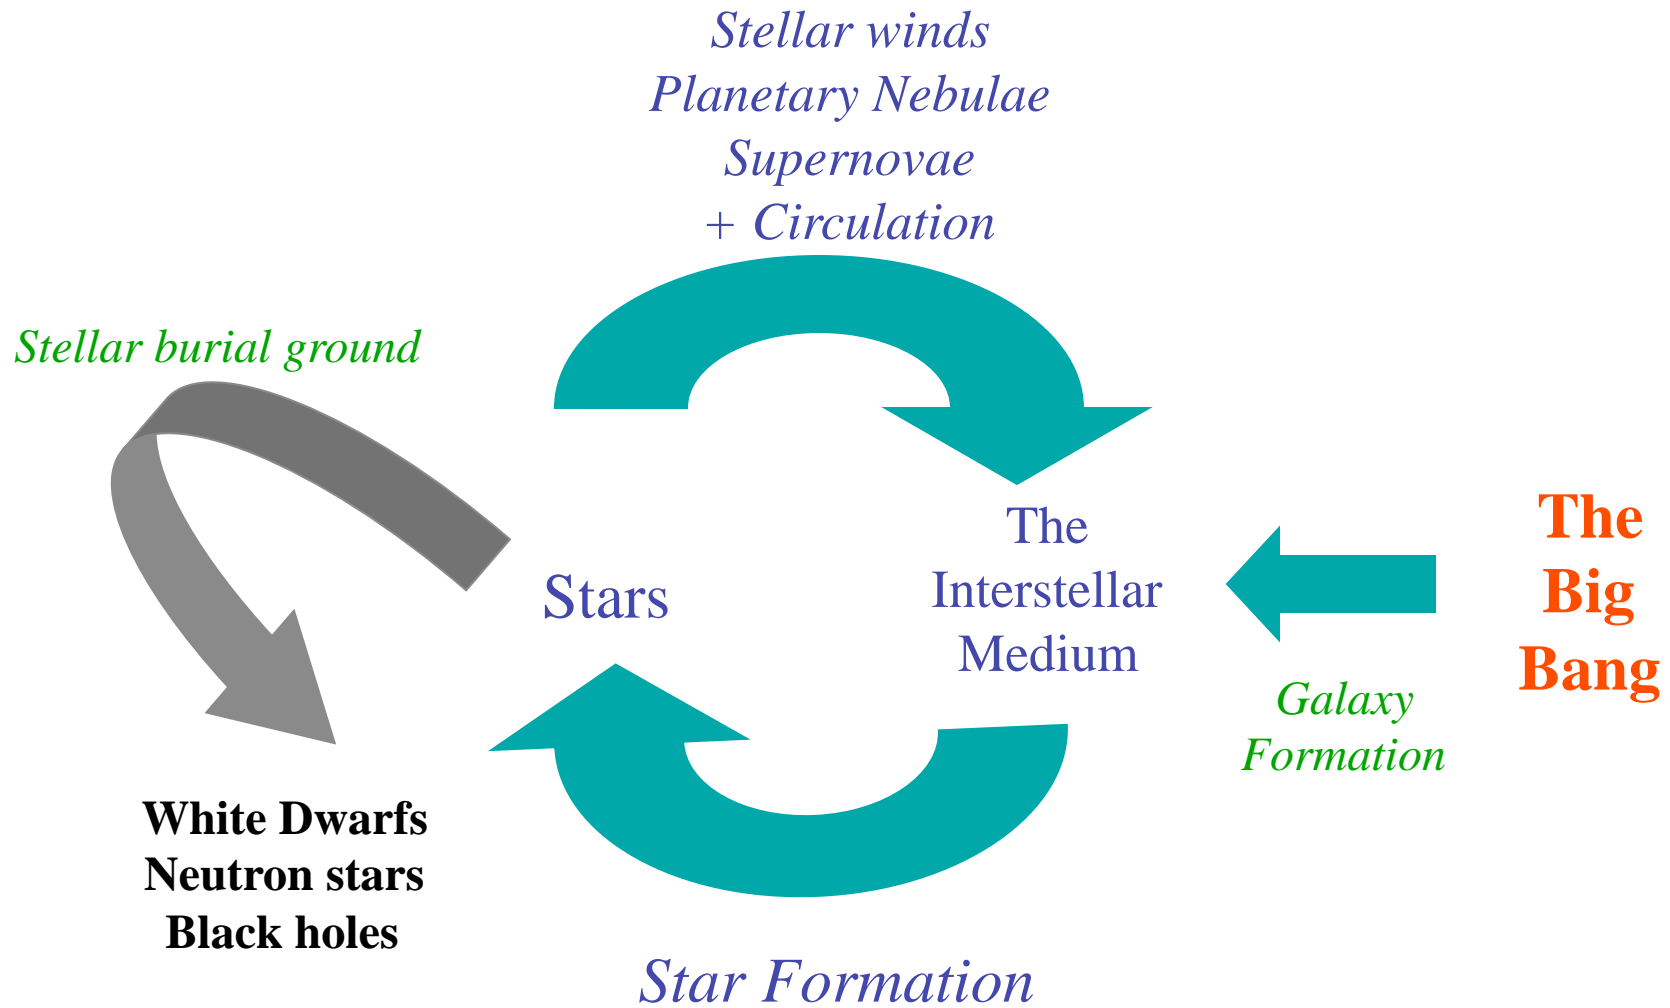 Stellar winds
Planetary Nebulae
Supernovae
+ Circulation
Stellar burial ground
Stars
The
Interstellar
Medium
The
Big
Bang
Galaxy
Formation
White Dwarfs
Neutron stars
Black holes
Star Formation